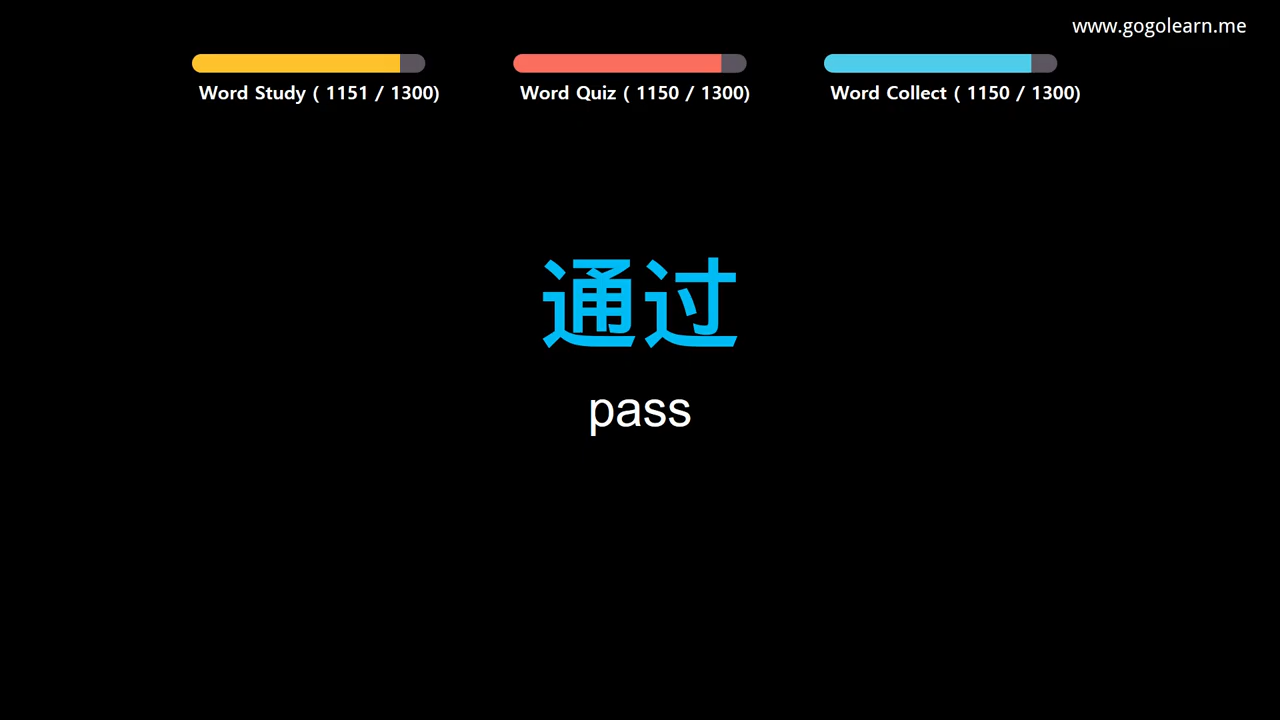 www.gogolearn.me
Word Study ( 1151 / 1300)
Word Quiz ( 1150 / 1300)
Word Collect ( 1150 / 1300)
通过
pass